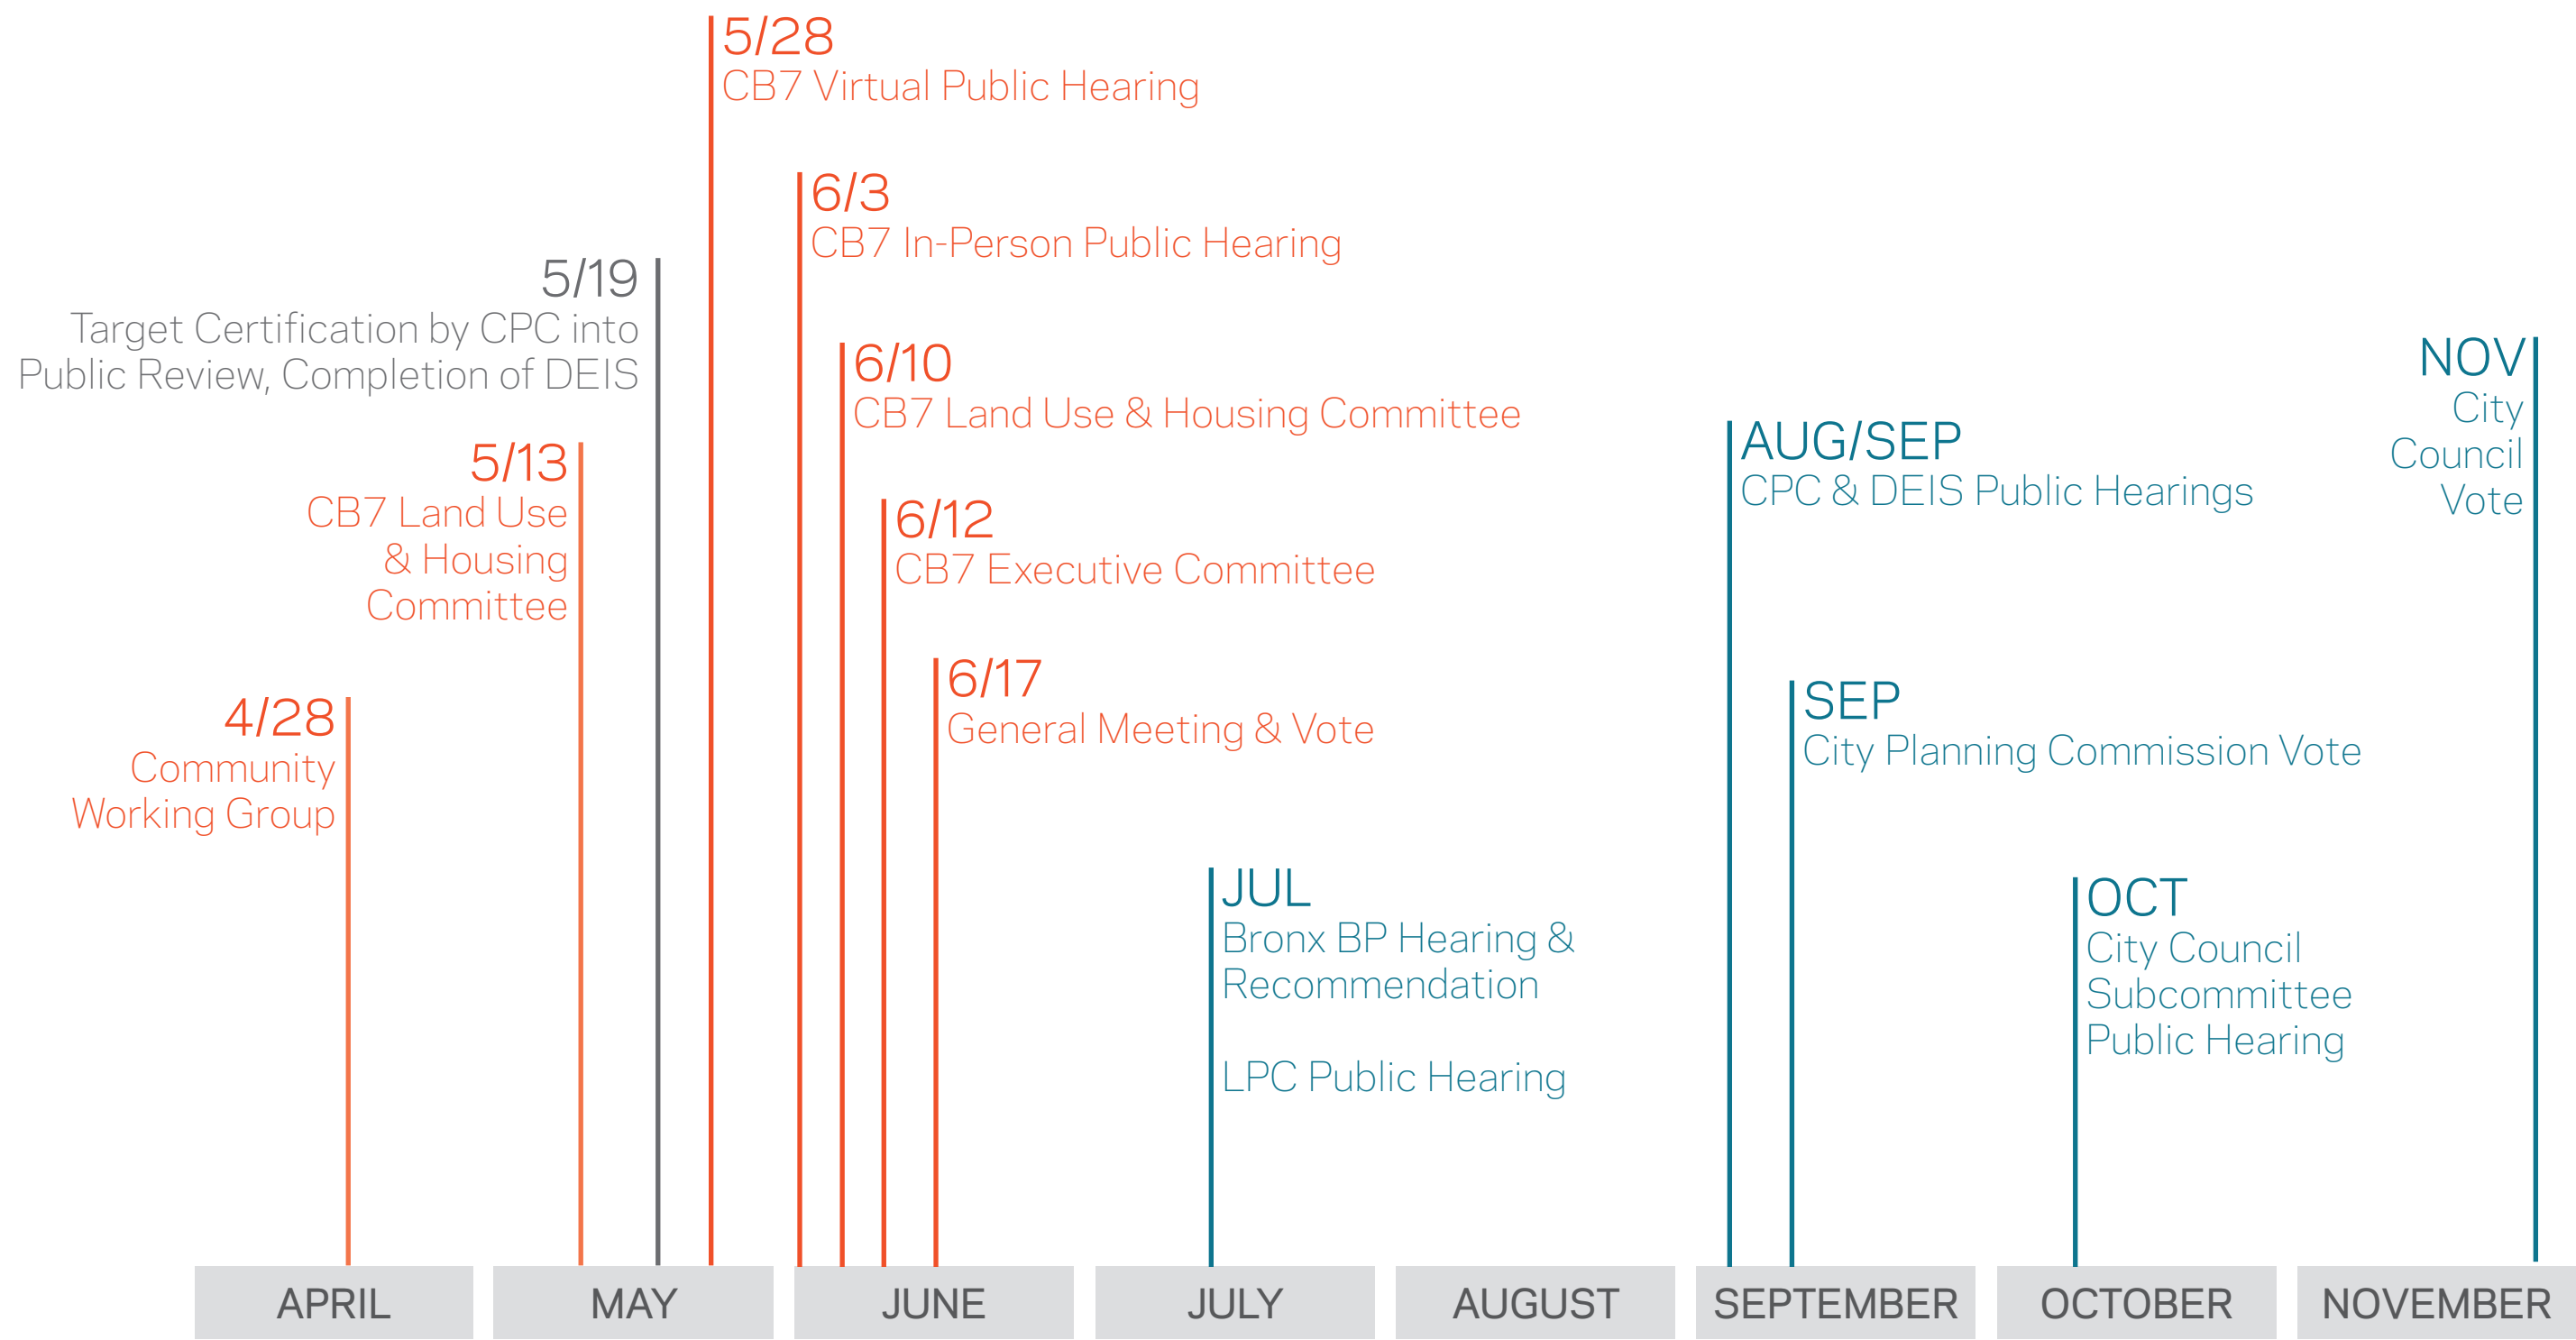 5/28
CB7 Virtual Public Hearing
6/3
CB7 In-Person Public Hearing
5/19
Target Certification by CPC into
Public Review, Completion of DEIS
6/10
CB7 Land Use & Housing Committee
5/13
CB7 Land Use
& Housing
Committee
6/12
CB7 Executive Committee
4/28
Community
Working Group
6/17
General Meeting & Vote
JUL
Bronx BP Hearing &
Recommendation
LPC Public Hearing
AUG/SEP
CPC & DEIS Public Hearings
SEP
City Planning Commission Vote
OCT
City Council
Subcommittee
Public Hearing
NOV
City
Council
Vote
APRIL
MAY
JUNE
JULY
AUGUST
SEPTEMBER
OCTOBER
NOVEMBER